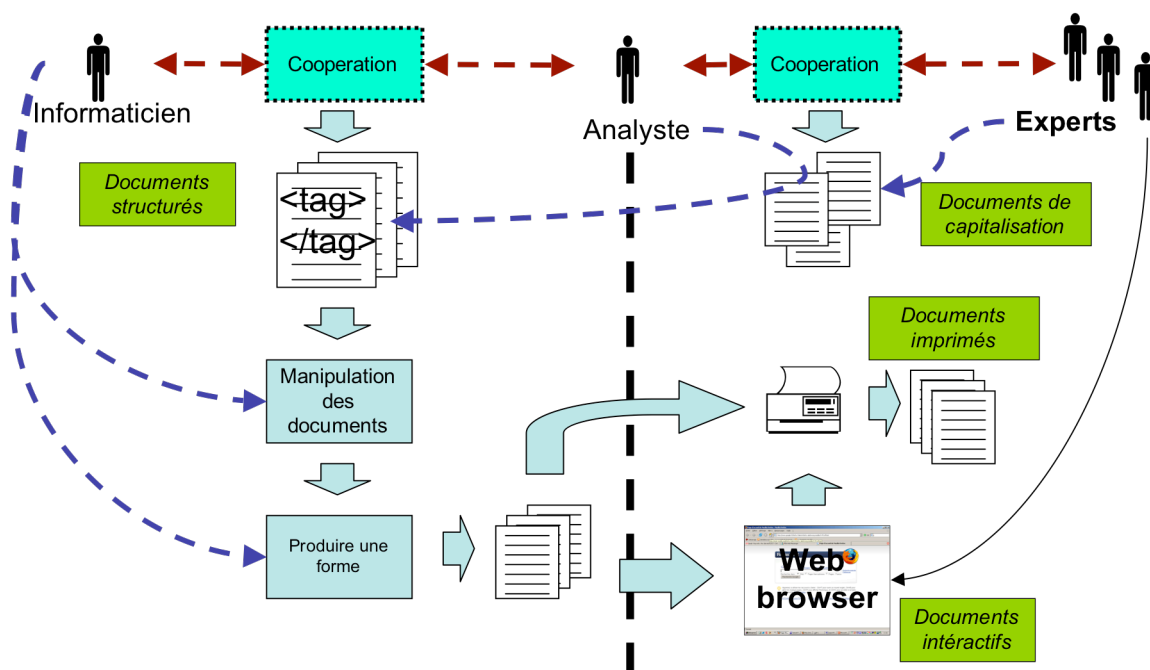 Cooperation
Cooperation
Informaticien
Analyste
Experts
Documents
structurés
<tag>
</tag>
Documents de
capitalisation
Documents
imprimés
Manipulation
des
documents
Produire une
forme
Web
browser
Documents
intéractifs